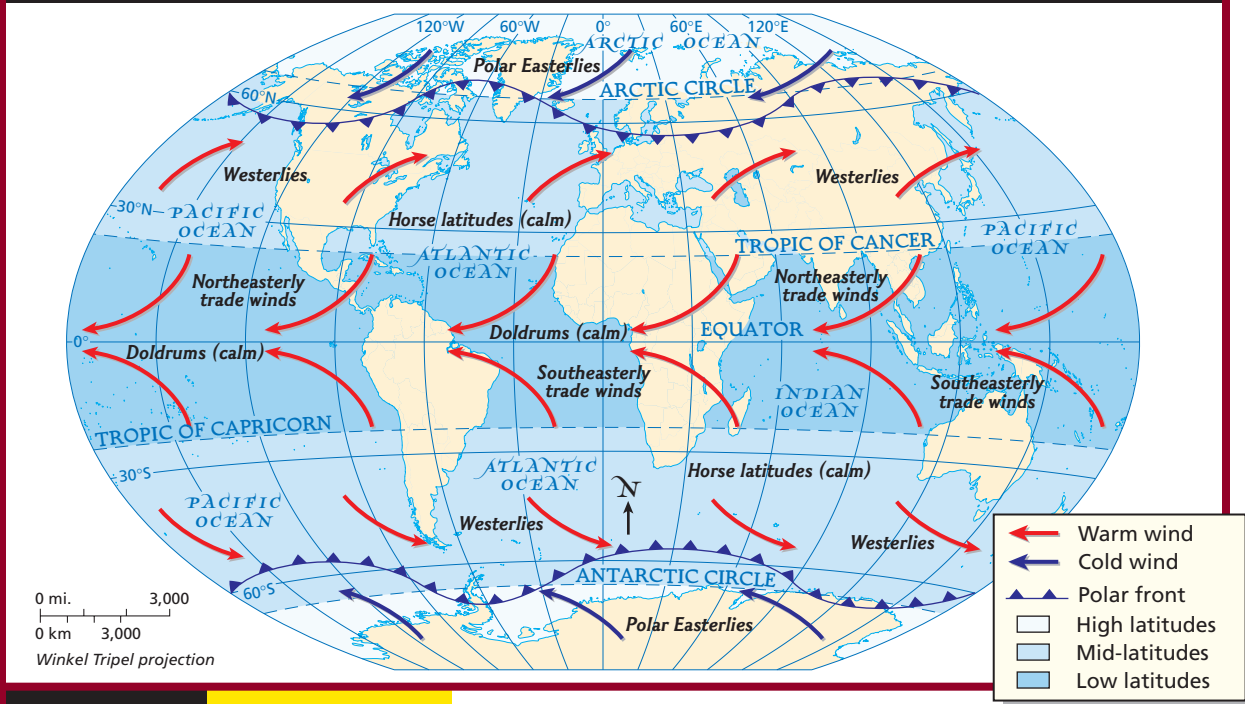 120°W 60°W 0° 60°E 120°E
ARCTIC OCEAN
Polar Easterlies
ARCTIC CIRCLE
60°N
Westerlies
Westerlies
30°N
PACIFIC
OCEAN
Horse latitudes (calm)
PACIFIC
OCEAN
TROPIC OF CANCER
ATLANTIC
OCEAN
Northeasterly
trade winds
Northeasterly
trade winds
Doldrums (calm)
EQUATOR
0°
Doldrums (calm)
Southeasterly
trade winds
Southeasterly
trade winds
INDIAN
OCEAN
TROPIC OF CAPRICORN
30°S
ATLANTIC
OCEAN
Horse latitudes (calm)
PACIFIC
OCEAN
N
Westerlies
Westerlies
ANTARCTIC CIRCLE
60°S
Polar Easterlies
0 mi. 3,000
0 km 3,000
Winkel Tripel projection
Warm wind
Cold wind
Polar front
High latitudes
Mid-latitudes
Low latitudes